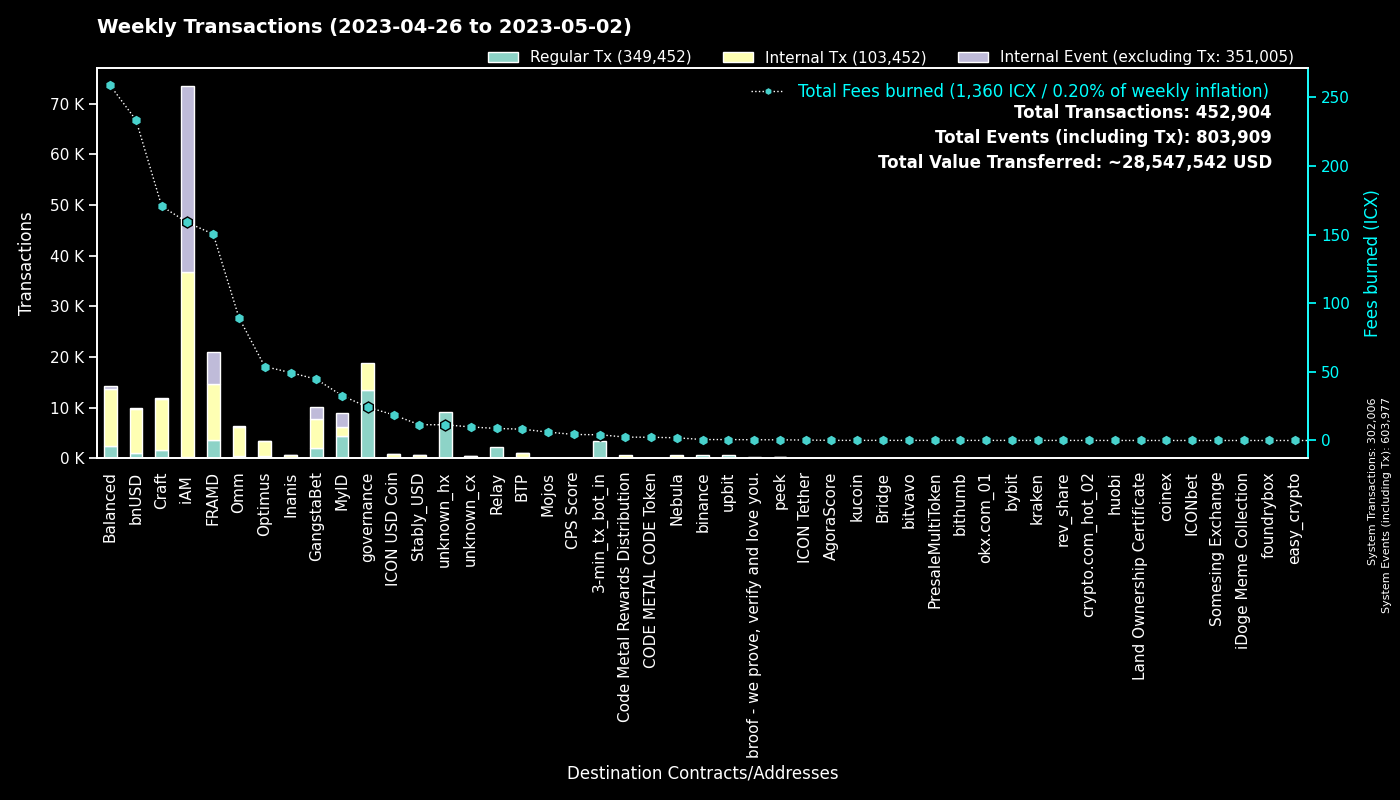 Weekly Transactions (2023-04-26 to 2023-05-02)
Regular Tx (349,452)
Internal Tx (103,452)
Internal Event (excluding Tx: 351,005)
Total Fees burned (1,360 ICX / 0.20% of weekly inflation)
Total Transactions: 452,904
Total Events (including Tx): 803,909
Total Value Transferred: ~28,547,542 USD
Transactions
70 K
60 K
50 K
40 K
30 K
20 K
10 K
0 K
250
200
150
100
50
0
Fees burned (ICX)
System Transactions: 302,006
System Events (including Tx): 603,977
Balanced
bnUSD
Craft
iAM
FRAMD
Omm
Optimus
Inanis
GangstaBet
MyID
governance
ICON USD Coin
Stably_USD
unknown_hx
unknown_cx
Relay
BTP
Mojos
CPS Score
3-min_tx_bot_in
Code Metal Rewards Distribution
CODE METAL CODE Token
Nebula
binance
upbit
broof - we prove, verify and love you.
peek
ICON Tether
AgoraScore
kucoin
Bridge
bitvavo
PresaleMultiToken
bithumb
okx.com_01
bybit
kraken
rev_share
crypto.com_hot_02
huobi
Land Ownership Certificate
coinex
ICONbet
Somesing Exchange
iDoge Meme Collection
foundrybox
easy_crypto
Destination Contracts/Addresses